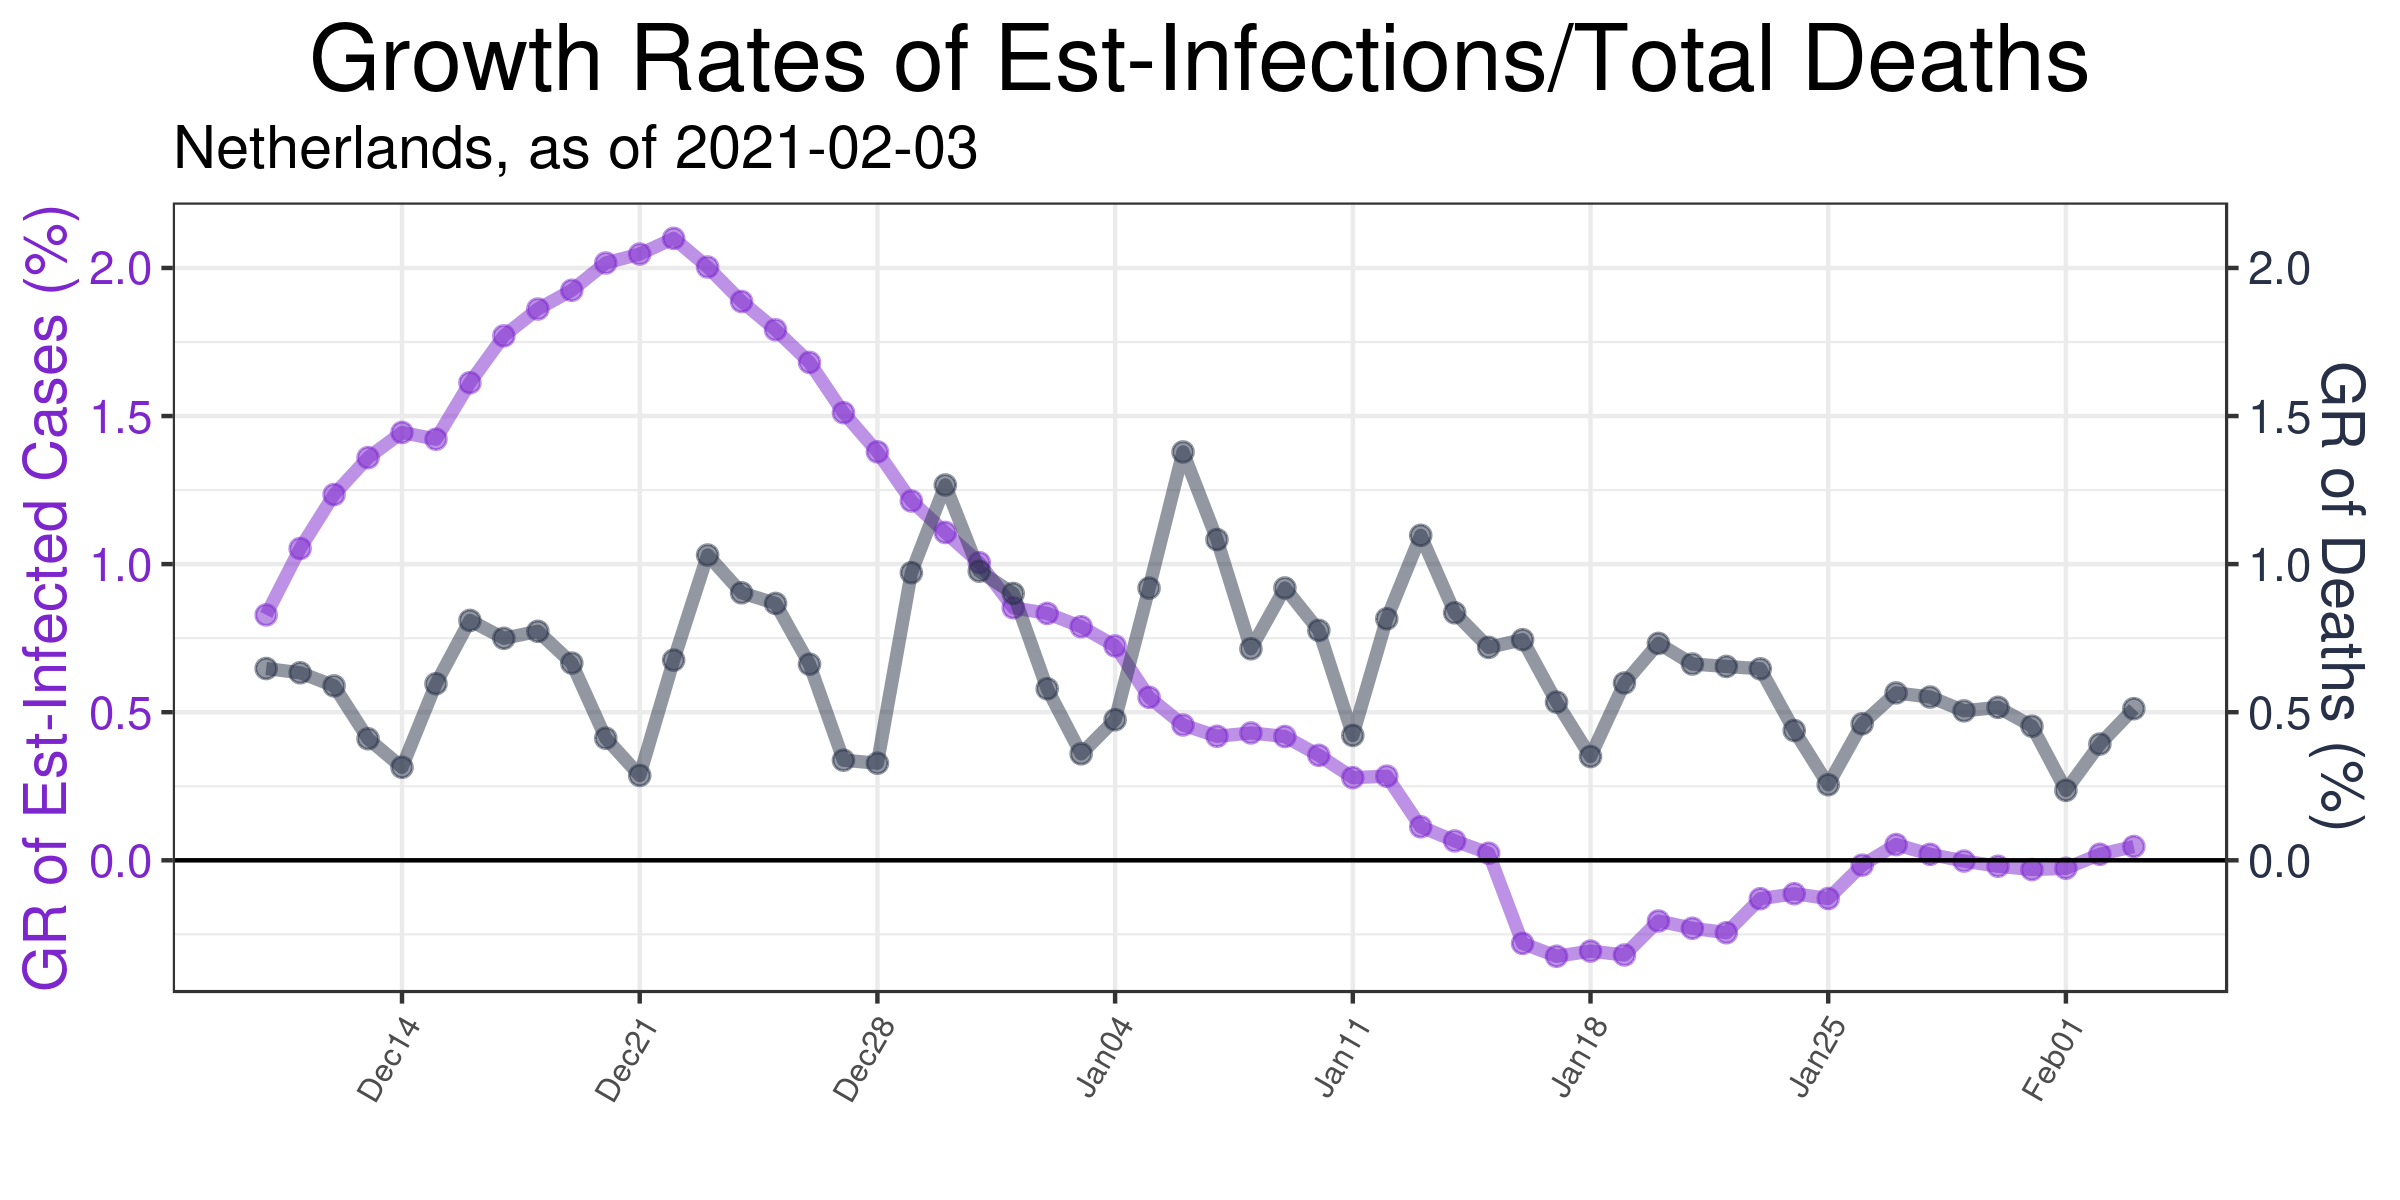 Growth Rates of Est-Infections/Total Deaths
Netherlands, as of 2021-02-03
GR of Est-Infected Cases (%)
2.0
1.5
1.0
0.5
0.0
2.0
1.5
1.0
0.5
0.0
GR of Deaths (%)
Dec14
Dec21
Dec28
Jan04
Jan11
Jan18
Jan25
Feb01